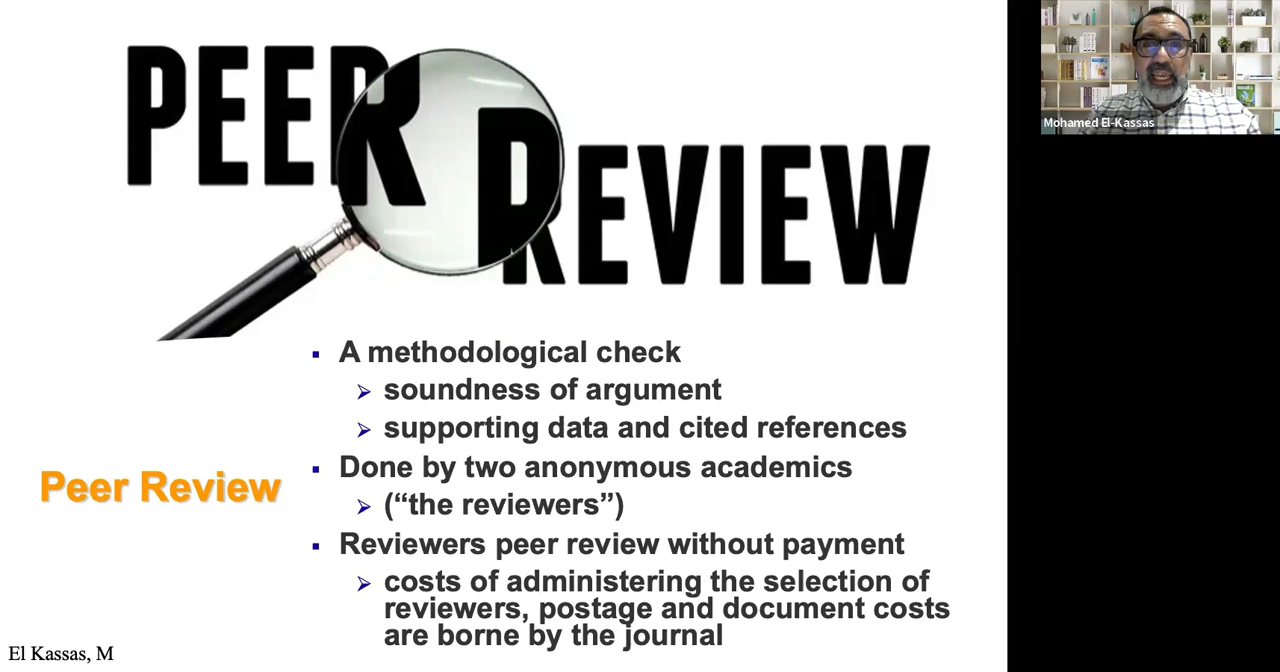 PEER REVIEW
Mohamed El-Kassas
A methodological check
soundness of argument
supporting data and cited references
Done by two anonymous academics
(“the reviewers”)
Peer Review
Reviewers peer review without payment
costs of administering the selection of
reviewers, postage and document costs
are borne by the journal
El Kassas, M